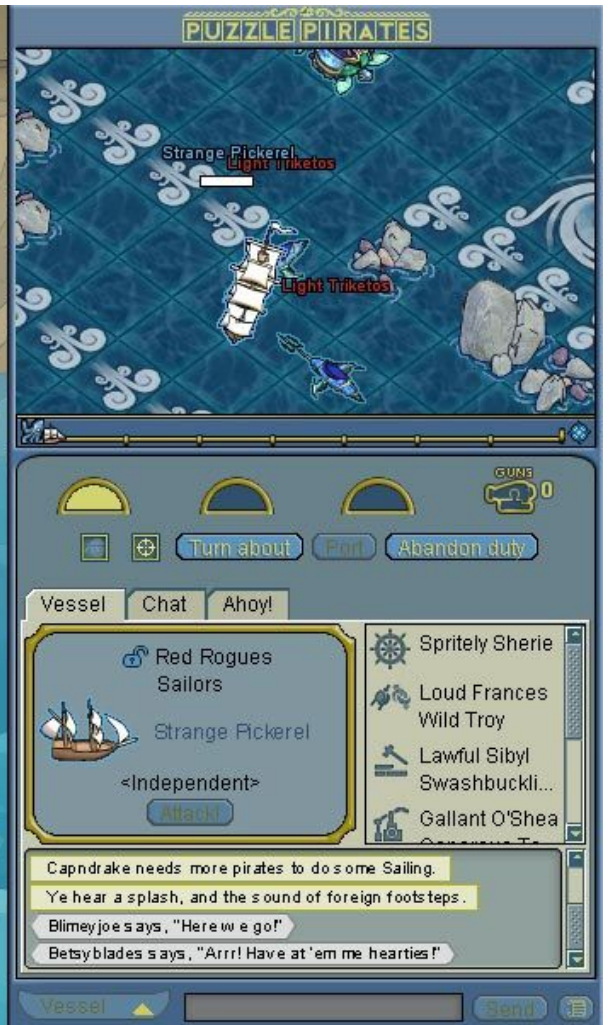 PUZZLE PIRATES
Strange Pickerel
Light Triketos
Light Triketos
GUNS
0
Turn about
Port
Abandon duty
Vessel
Chat
Ahoy!
Red Rogues
Sailors
Strange Pickerel
<Independent>
Attack!
Spritely Sherie
Loud Frances
Wild Troy
Lawful Sibyl
Swashbuckli...
Gallant O'Shea
Capndrake needs more pirates to do some Sailing.
Ye hear a splash, and the sound of foreign footsteps.
Blimeyjoe says, "Here we go!"
Betsyblades says, "Arrr! Have at 'em me hearties!"
Vessel
Send